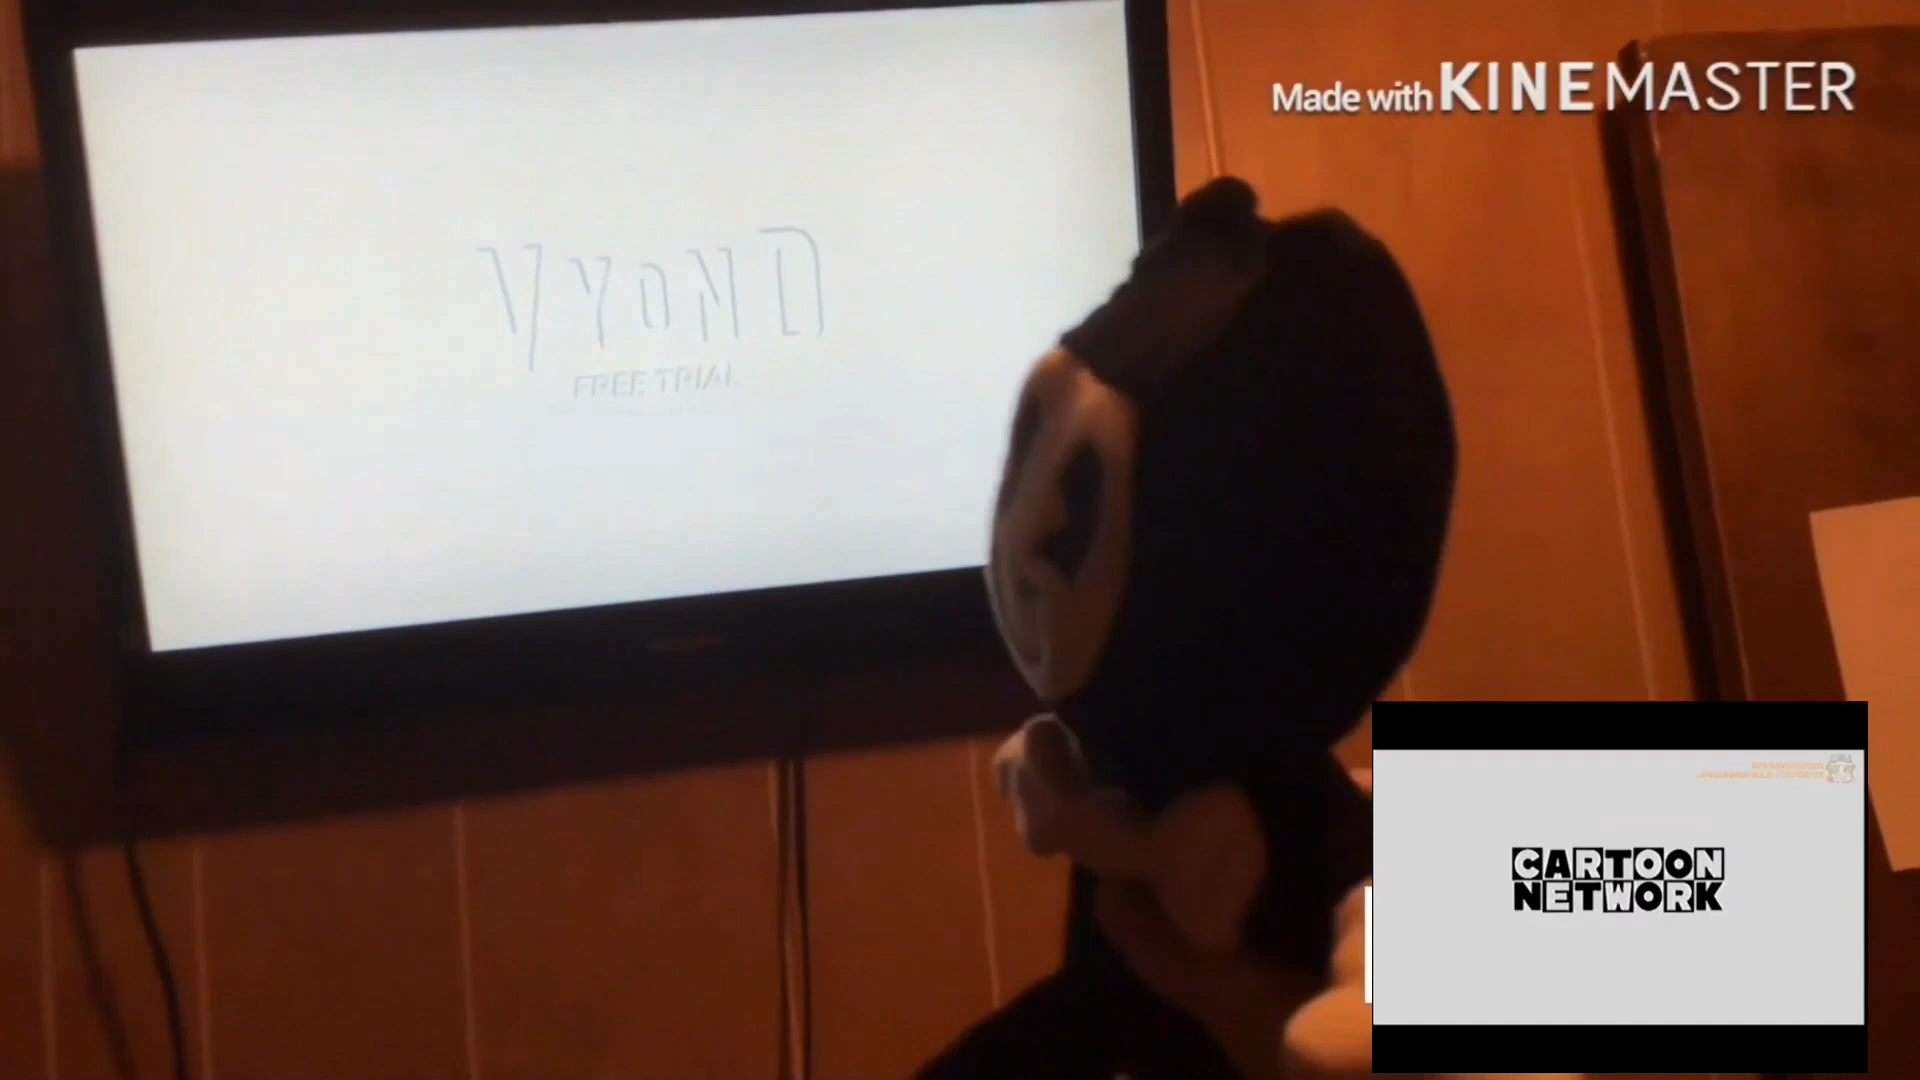 Made with KINEMASTER
VYOND
FREE TRIAL
CARTOON
NETWORK